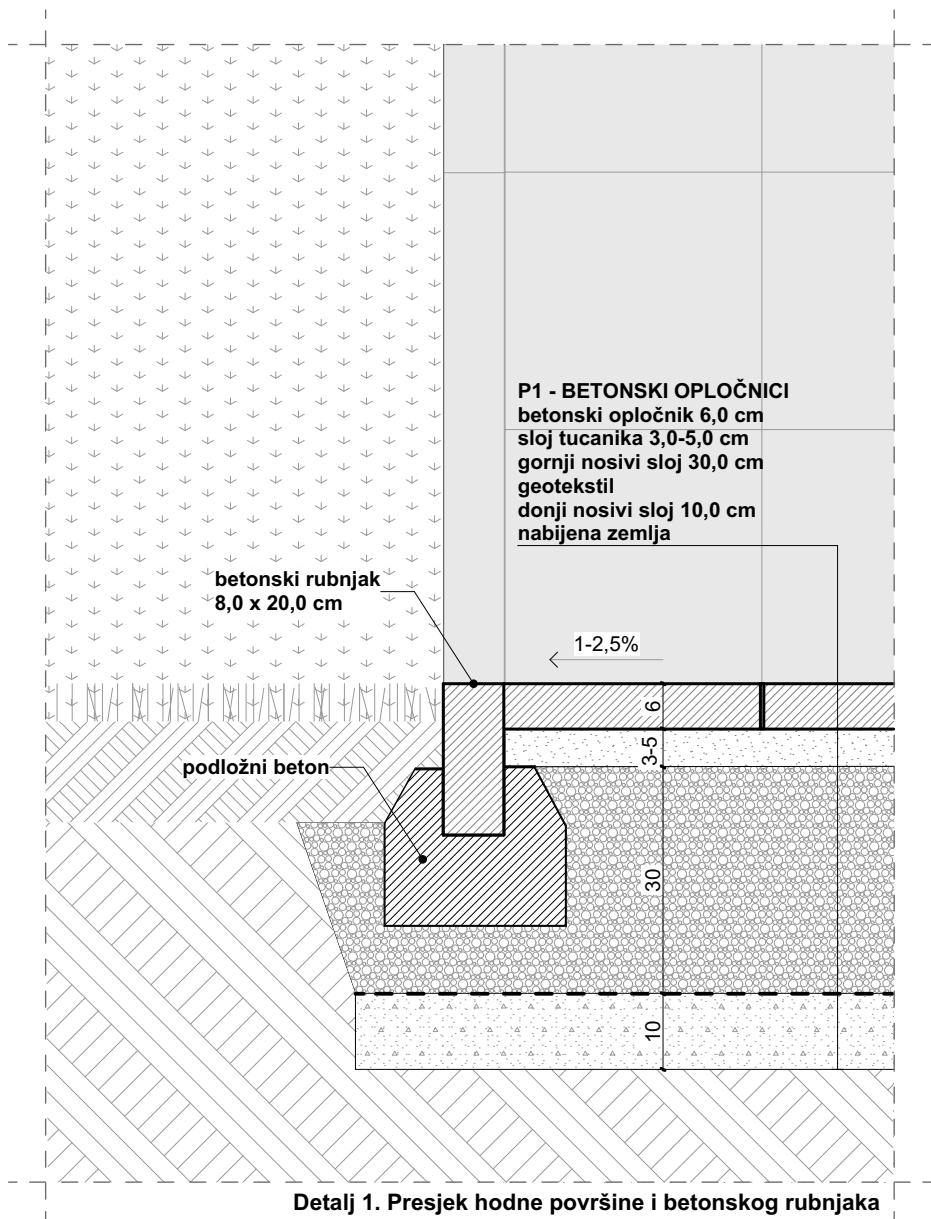 P1 - BETONSKI OPLOČNICI
betonski opločnik 6,0 cm
sloj tucanika 3,0-5,0 cm
gornji nosivi sloj 30,0 cm
geotekstil
donji nosivi sloj 10,0 cm
nabijena zemlja
betonski rubnjak
8,0 x 20,0 cm
1-2,5%
6
3-5
podložni beton
30
10
Detalj 1. Presjek hodne površine i betonskog rubnjaka